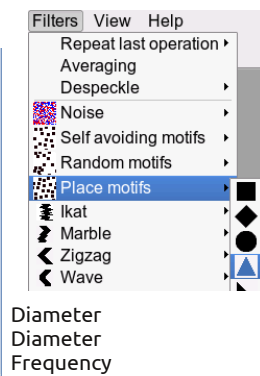 Filters View Help
Repeat last operation
Averaging
Despeckle
Noise
Self avoiding motifs
Random motifs
Place motifs
Ikat
Marble
Zigzag
Wave
Diameter
Diameter
Frequency